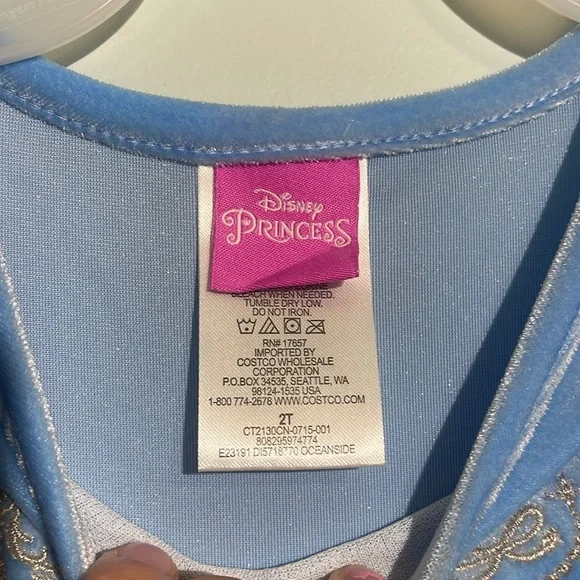 Disney
PRINCESS
BLEACH WHEN NEEDED.
TUMBLE DRY LOW.
DO NOT IRON.
RN# 17657
IMPORTED BY
COSTCO WHOLESALE
CORPORATION
P.O.BOX 34535, SEATTLE, WA
98124-1535 USA
1-800 774-2678 WWW.COSTCO.COM
2T
CT2130CN-0715-001
808295974774
E23191 DI5718770 OCEANSIDE